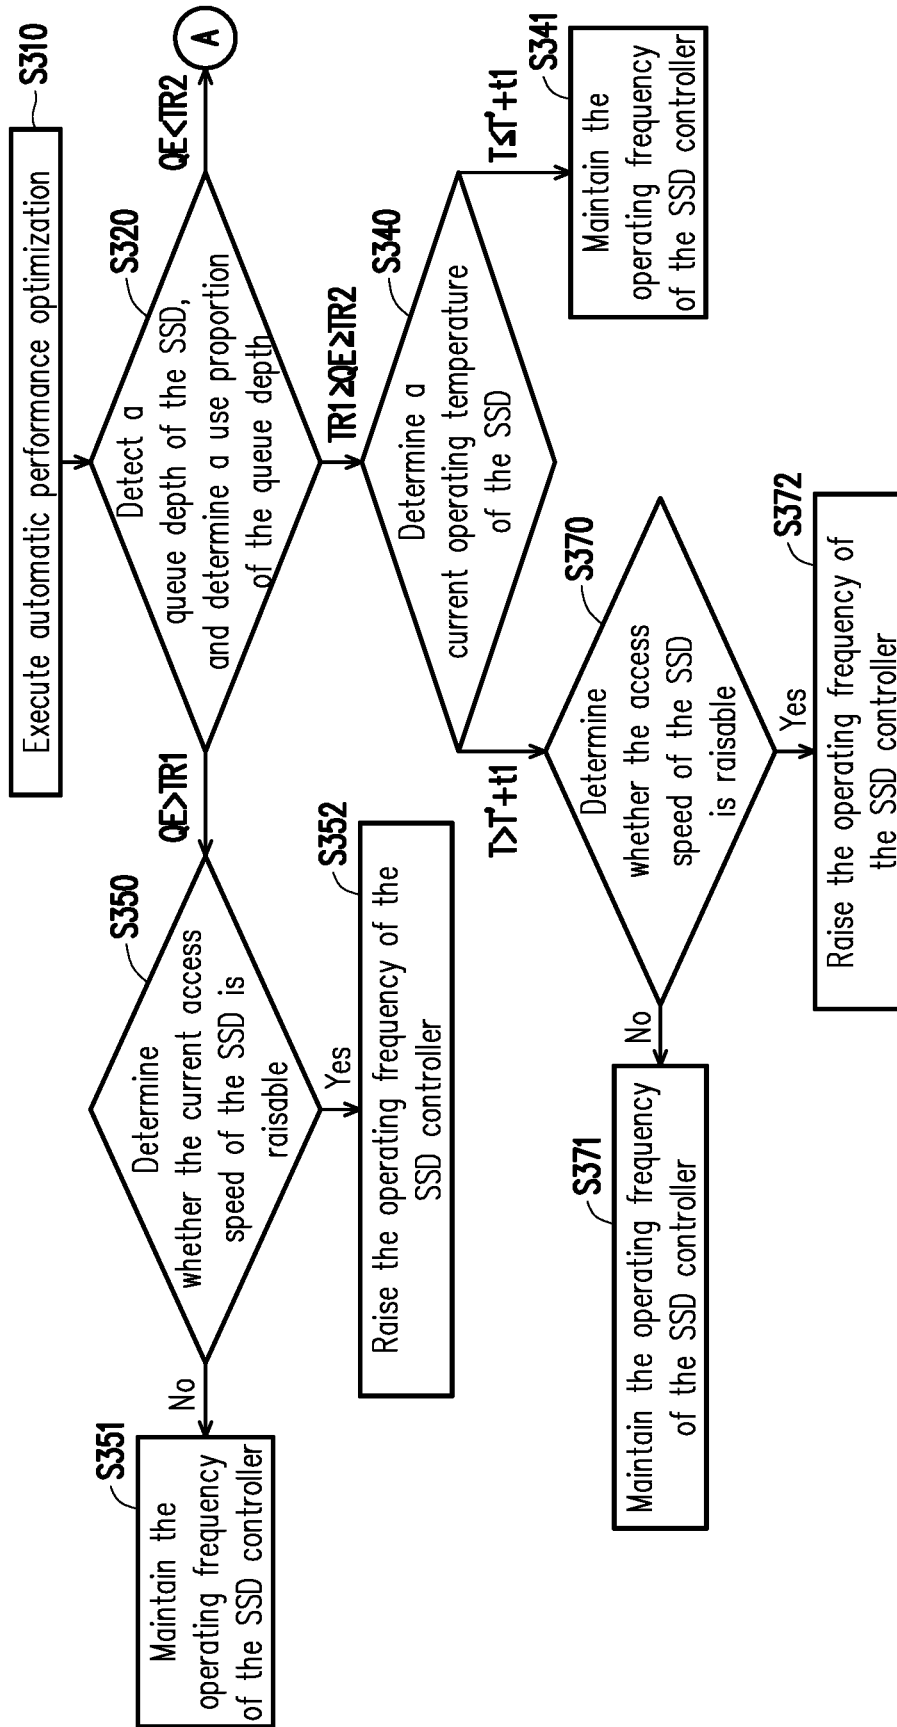 S310
Execute automatic performance optimization
S320
Detect a
queue depth of the SSD,
and determine a use proportion
of the queue depth
QE<TR2
A
QE>TR1
TR1≥QE≥TR2
S350
Determine
whether the current access
speed of the SSD is
raisable
No
S351
Maintain the
operating frequency
of the SSD controller
Yes
S352
Raise the operating frequency of the
SSD controller
S340
Determine a
current operating temperature
of the SSD
T≤T'+t1
S341
Maintain the
operating frequency
of the SSD controller
T>T'+t1
S370
Determine
whether the access
speed of the SSD
is raisable
No
S371
Maintain the operating frequency
of the SSD controller
Yes
S372
Raise the operating frequency of
the SSD controller